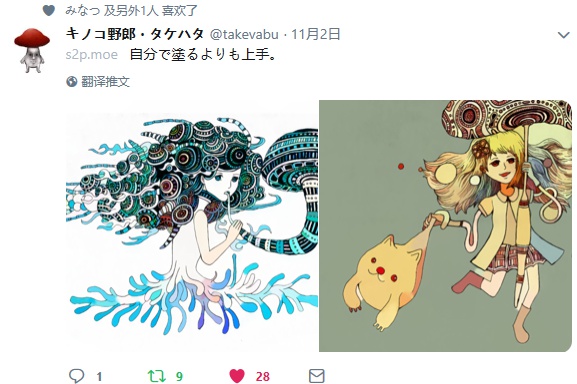 みなつ 及另外1人 喜欢了
キノコ野郎・タケハタ @takevabu · 11月2日
s2p.moe 自分で塗るよりも上手。
翻译推文
1 9 28